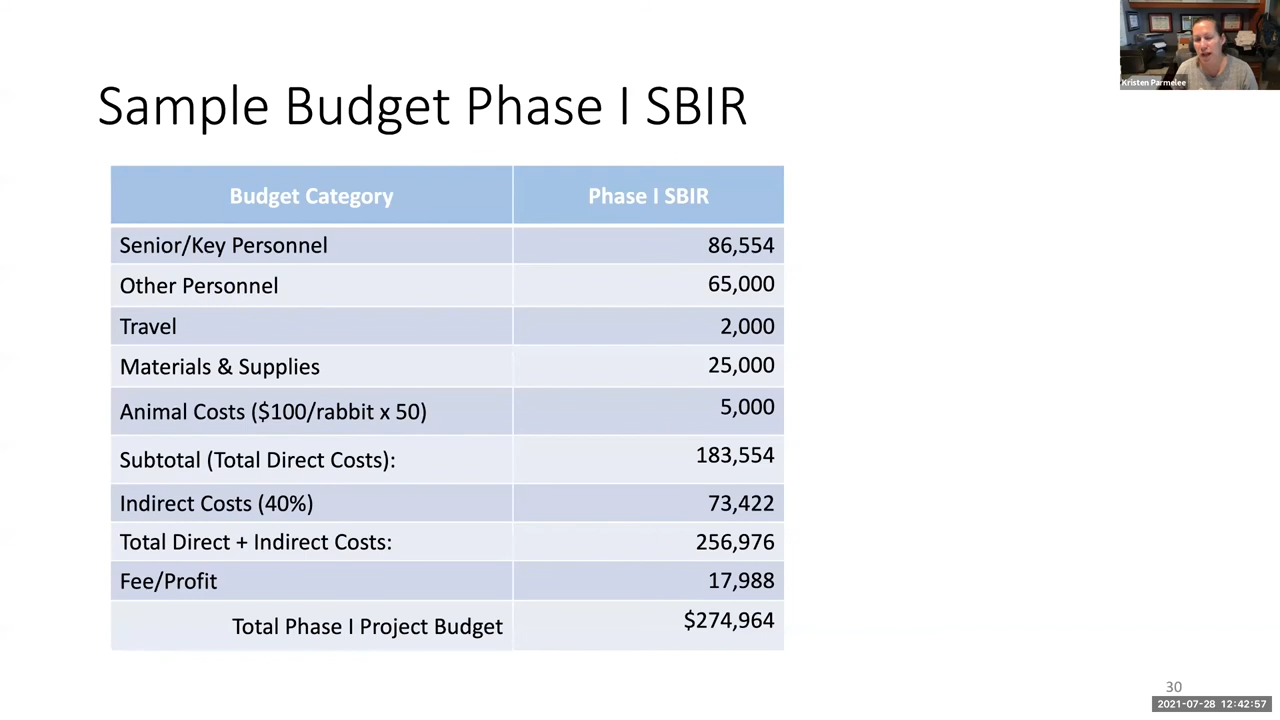 Kristen Parmelee
Sample Budget Phase I SBIR
Budget Category Phase I SBIR
Senior/Key Personnel 86,554
Other Personnel 65,000
Travel 2,000
Materials & Supplies 25,000
Animal Costs ($100/rabbit x 50) 5,000
Subtotal (Total Direct Costs): 183,554
Indirect Costs (40%) 73,422
Total Direct + Indirect Costs: 256,976
Fee/Profit 17,988
Total Phase I Project Budget $274,964
30
2021-07-28 12:42:57